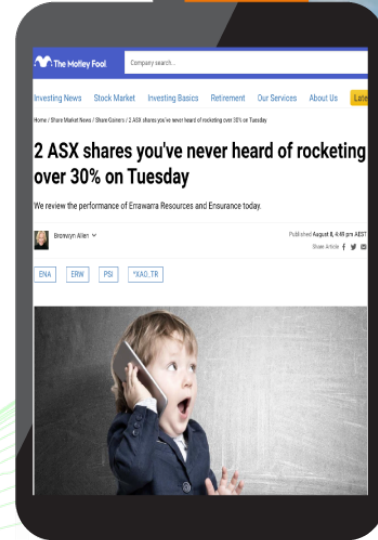 The Motley Fool
Company search...
Investing News Stock Market Investing Basics Retirement Our Services About Us Late
Home / Share Market News / Share Gainers / 2 ASX shares you've never heard of rocketing over 30% on Tuesday
2 ASX shares you've never heard of rocketing
over 30% on Tuesday
We review the performance of Errawarra Resources and Ensurance today.
Bronwyn Allen
Published August 8, 4:49 pm AEST
Share Article
ENA ERW PSI ^XAO_TR